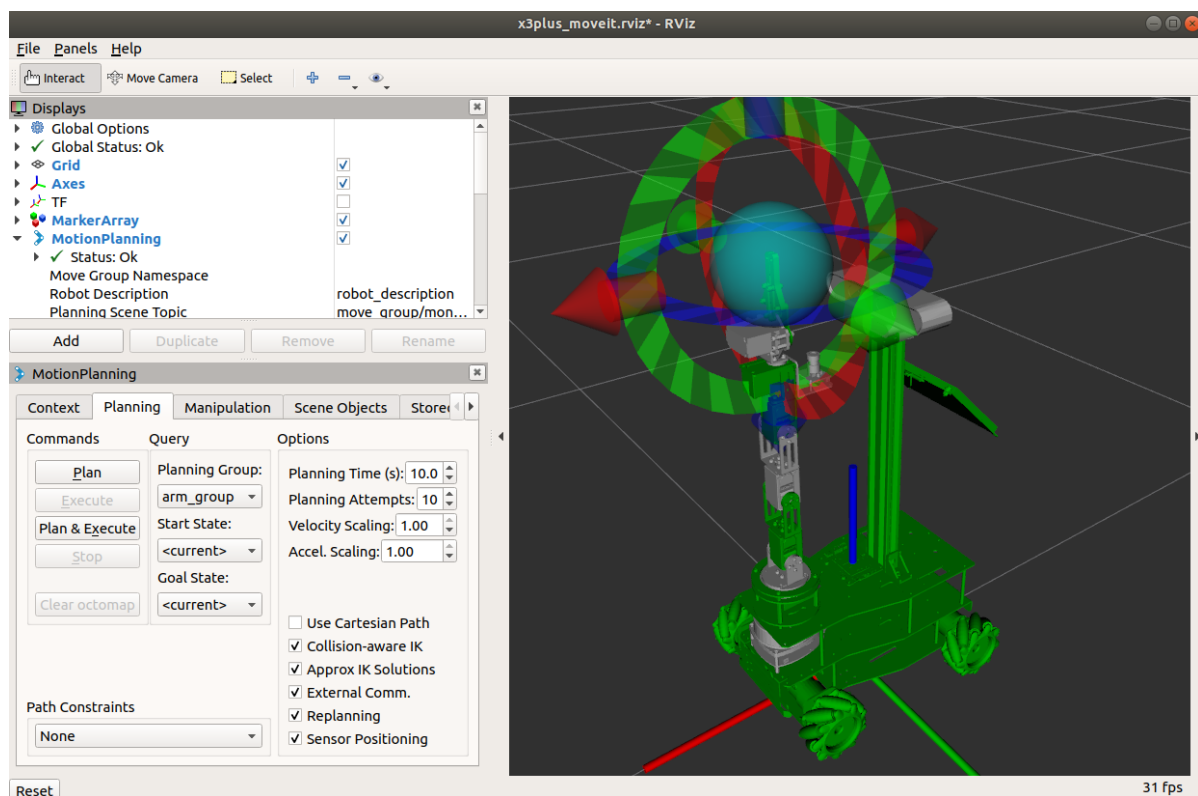 x3plus_moveit.rviz* - RViz
File Panels Help
Interact Move Camera Select
Displays
Global Options
Global Status: Ok
Grid
Axes
TF
MarkerArray
MotionPlanning
Status: Ok
Move Group Namespace
Robot Description robot_description
Planning Scene Topic move_group/mon...
Add Duplicate Remove Rename
MotionPlanning
Context Planning Manipulation Scene Objects Store
Commands Query Options
Plan Planning Group: Planning Time (s): 10.0
Execute arm_group Planning Attempts: 10
Plan & Execute Start State: Velocity Scaling: 1.00
Stop <current> Accel. Scaling: 1.00
Goal State:
Clear octomap <current>
Use Cartesian Path
Collision-aware IK
Approx IK Solutions
External Comm.
Path Constraints Replanning
None Sensor Positioning
Reset 31 fps